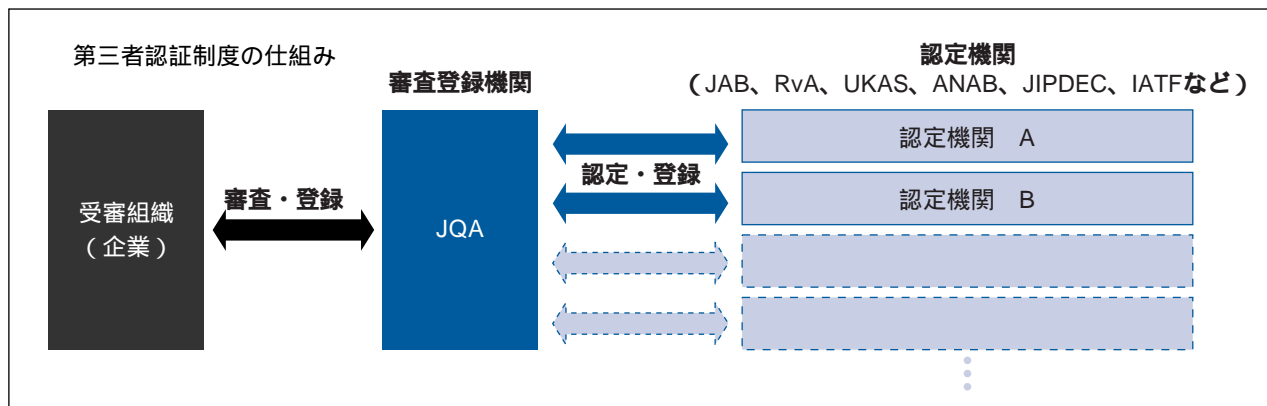 第三者認証制度の仕組み
審査登録機関
認定機関
（JAB、RvA、UKAS、ANAB、JIPDEC、IATFなど）
受審組織
（企業）
審査・登録
JQA
認定・登録
認定機関　A
認定機関　B